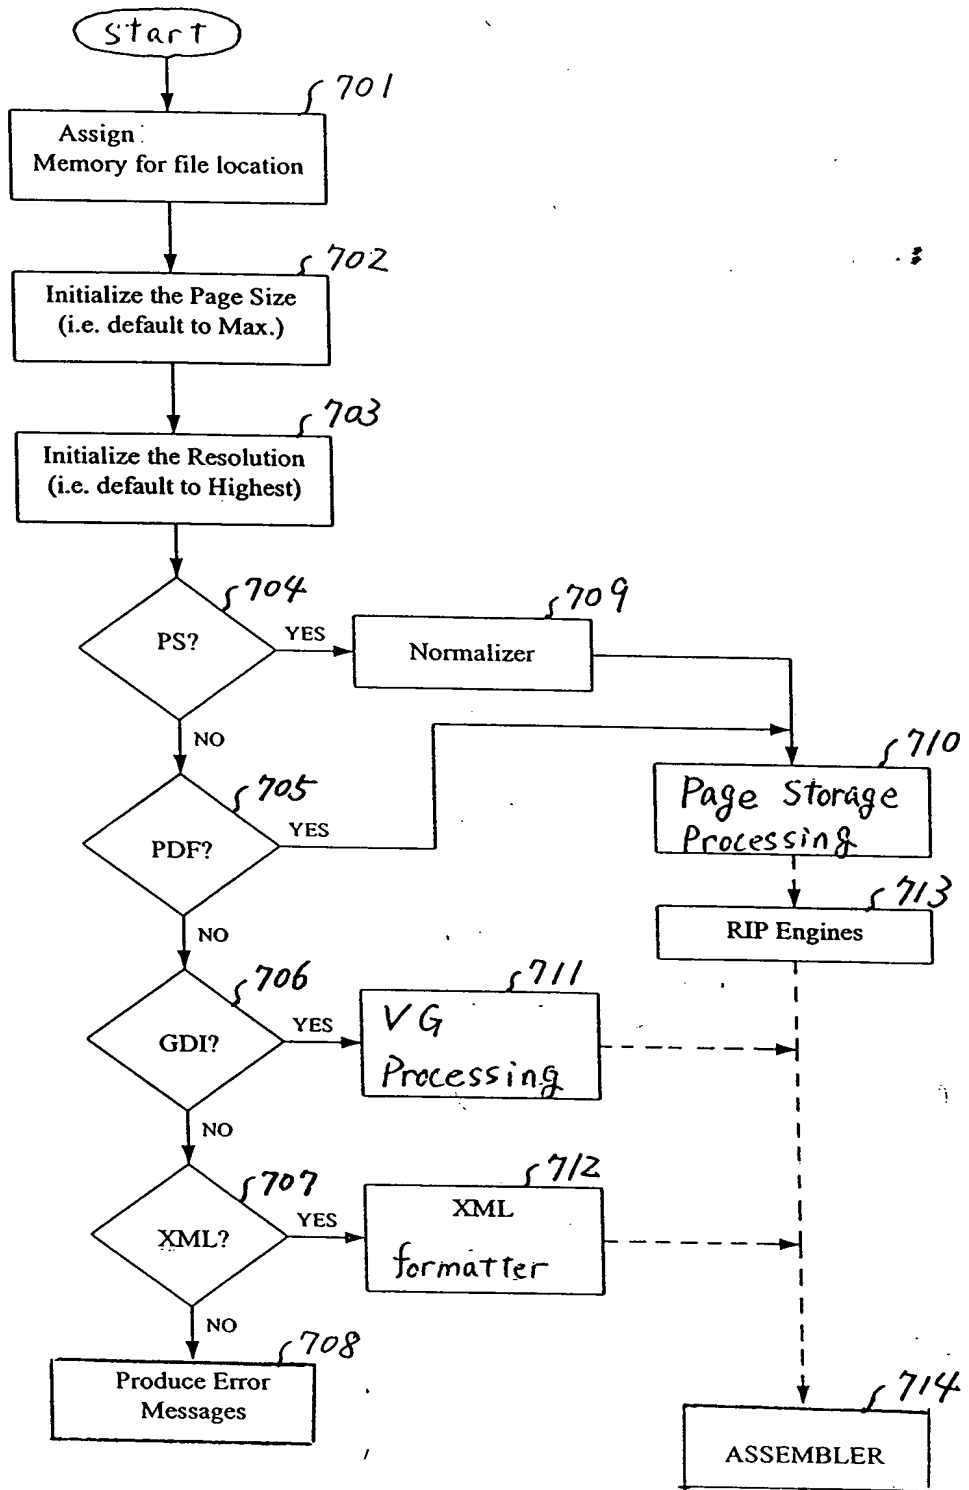 Start
701
Assign
Memory for file location
702
Initialize the Page Size
(i.e. default to Max.)
703
Initialize the Resolution
(i.e. default to Highest)
704
PS?
YES
709
Normalizer
NO
705
PDF?
YES
710
Page Storage
Processing
713
RIP Engines
NO
706
GDI?
YES
711
VG
Processing
NO
707
XML?
YES
712
XML
formatter
NO
708
Produce Error
Messages
714
ASSEMBLER